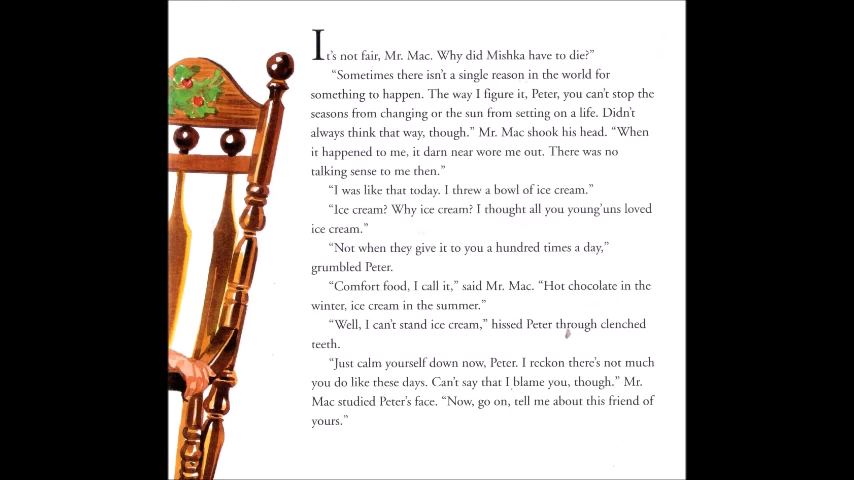 It's not fair, Mr. Mac. Why did Mishka have to die?”
“Sometimes there isn't a single reason in the world for
something to happen. The way I figure it, Peter, you can't stop the
seasons from changing or the sun from setting on a life. Didn't
always think that way, though.” Mr. Mac shook his head. “When
it happened to me, it darn near wore me out. There was no
talking sense to me then.”
“I was like that today. I threw a bowl of ice cream.”
“Ice cream? Why ice cream? I thought all you young'uns loved
ice cream.”
“Not when they give it to you a hundred times a day,”
grumbled Peter.
“Comfort food, I call it,” said Mr. Mac. “Hot chocolate in the
winter, ice cream in the summer.”
“Well, I can't stand ice cream,” hissed Peter through clenched
teeth.
“Just calm yourself down now, Peter. I reckon there's not much
you do like these days. Can't say that I blame you, though.” Mr.
Mac studied Peter's face. “Now, go on, tell me about this friend of
yours.”